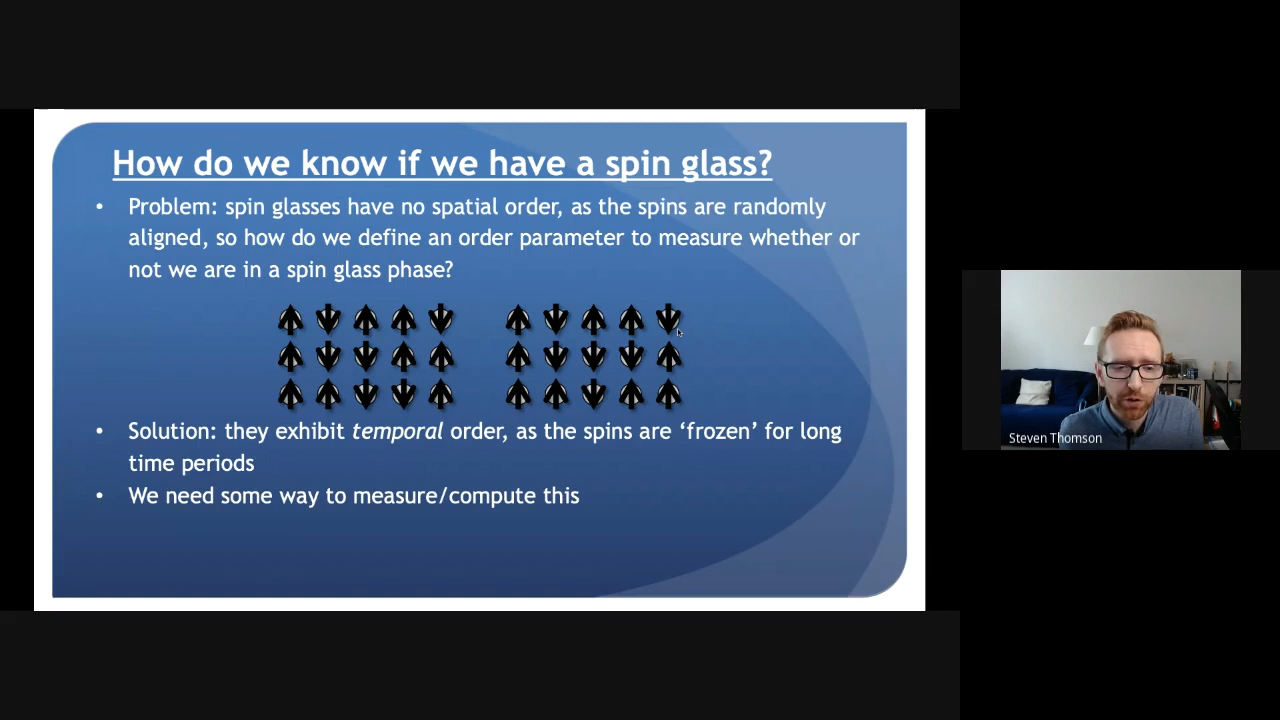 How do we know if we have a spin glass?
• Problem: spin glasses have no spatial order, as the spins are randomly
aligned, so how do we define an order parameter to measure whether or
not we are in a spin glass phase?
• Solution: they exhibit temporal order, as the spins are ‘frozen’ for long
time periods
• We need some way to measure/compute this
Steven Thomson